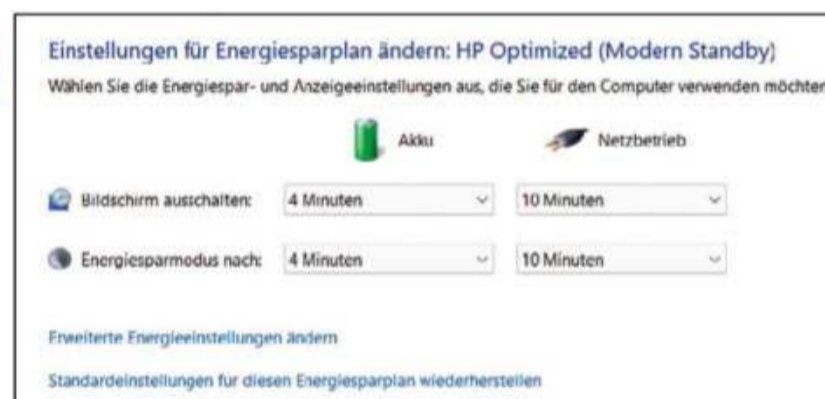 Einstellungen für Energiesparplan ändern: HP Optimized (Modern Standby)
Wählen Sie die Energiespar- und Anzeigeeinstellungen aus, die Sie für den Computer verwenden möchten
Akku Netzbetrieb
Bildschirm ausschalten: 4 Minuten 10 Minuten
Energiesparmodus nach: 4 Minuten 10 Minuten
Erweiterte Energieeinstellungen ändern
Standardeinstellungen für diesen Energiesparplan wiederherstellen